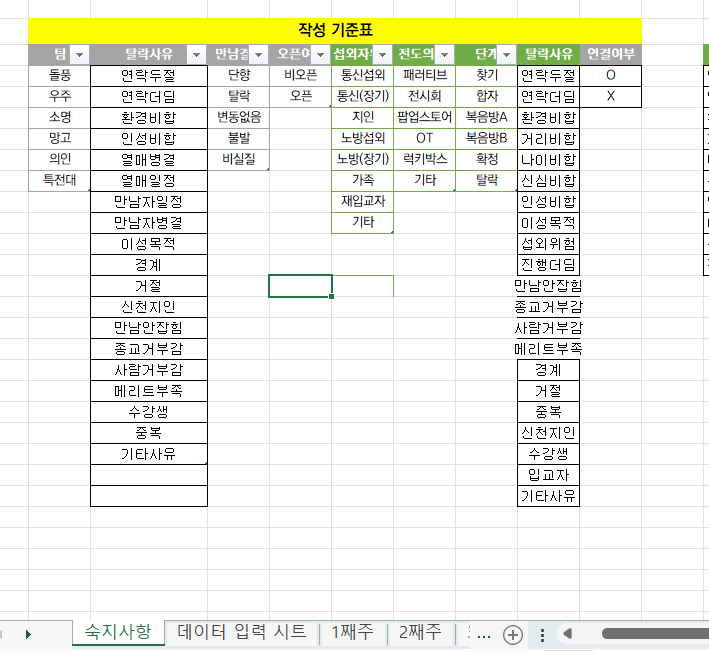 작성 기준표
팀 탈락사유 만남결 오픈여 섭외자 전도의 단계 탈락사유 연결여부
돌풍 연락두절 단향 비오픈 통신섭외 패러티브 찾기 연락두절 O
우주 연락더딤 탈락 오픈 통신(장기) 전시회 합자 연락더딤 X
소명 환경비합 변동없음 지인 팝업스토어 복음방A 환경비합
망고 인성비합 불발 노방섭외 OT 복음방B 거리비합
의인 열매병결 비실질 노방(장기) 럭키박스 확정 나이비합
특전대 열매일정 가족 기타 탈락 신심비합
만남자일정 재입교자 인성비합
만남자병결 기타 이성목적
이성목적 섭외위험
경계 진행더딤
거절 만남안잡힘
신천지인 종교거부감
만남안잡힘 사람거부감
종교거부감 메리트부족
사람거부감 경계
메리트부족 거절
수강생 중복
중복 신천지인
기타사유 수강생
입교자
기타사유
숙지사항 데이터 입력 시트 1째주 2째주 ...